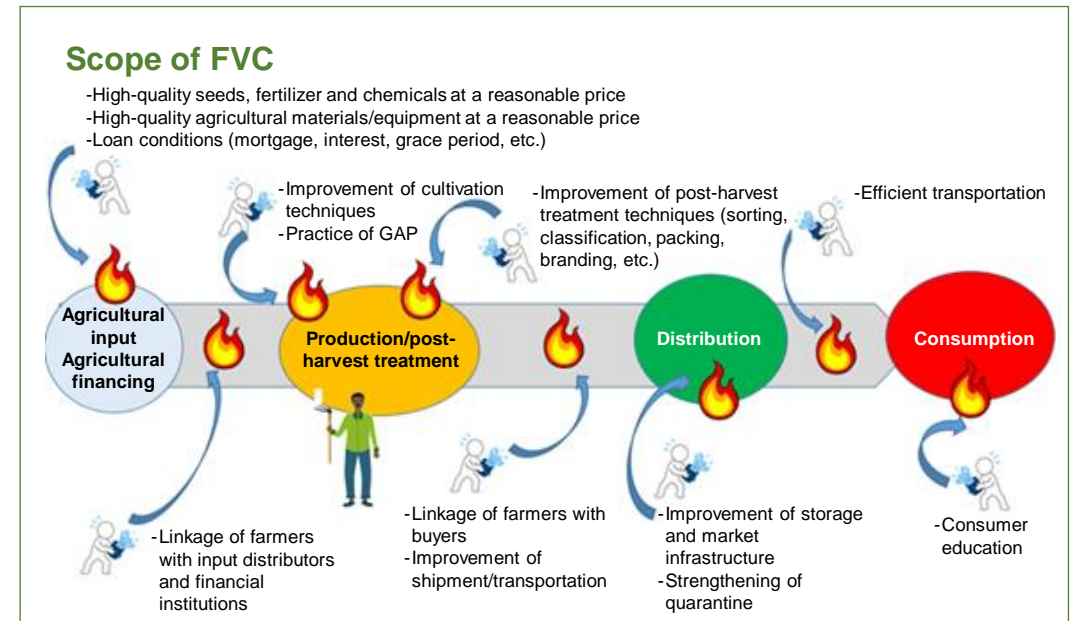 Scope of FVC
-High-quality seeds, fertilizer and chemicals at a reasonable price
-High-quality agricultural materials/equipment at a reasonable price
-Loan conditions (mortgage, interest, grace period, etc.)
-Improvement of cultivation
techniques
-Practice of GAP
-Improvement of post-harvest
treatment techniques (sorting,
classification, packing,
branding, etc.)
-Efficient transportation
Agricultural
input
Agricultural
financing
Production/post-
harvest treatment
Distribution
Consumption
-Linkage of farmers
with input distributors
and financial
institutions
-Linkage of farmers with
buyers
-Improvement of
shipment/transportation
-Improvement of storage
and market
infrastructure
-Strengthening of
quarantine
-Consumer
education